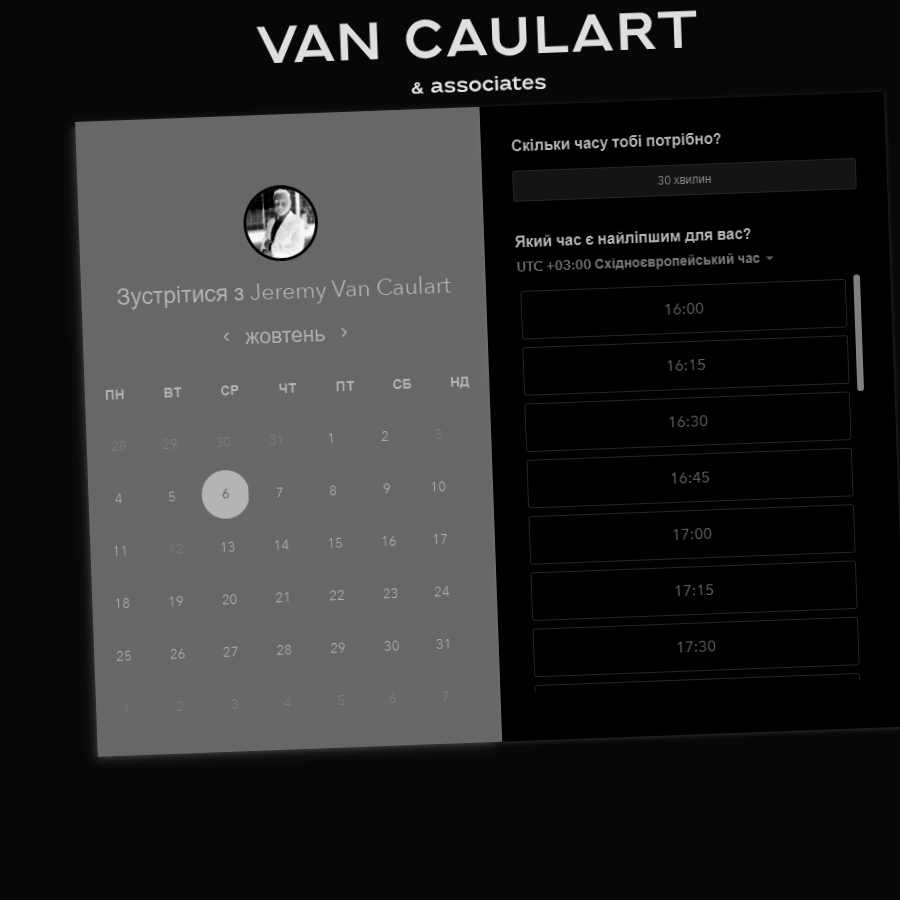 VAN CAULART
& associates
Зустрітися з Jeremy Van Caulart
жовтень
ПН ВТ СР ЧТ ПТ СБ НД
28 29 30 31 1 2 3
4 5 6 7 8 9 10
11 12 13 14 15 16 17
18 19 20 21 22 23 24
25 26 27 28 29 30 31
1 2 3 4 5 6 7
Скільки часу тобі потрібно?
30 хвилин
Який час є найліпшим для вас?
UTC +03:00 Східноєвропейський час
16:00
16:15
16:30
16:45
17:00
17:15
17:30